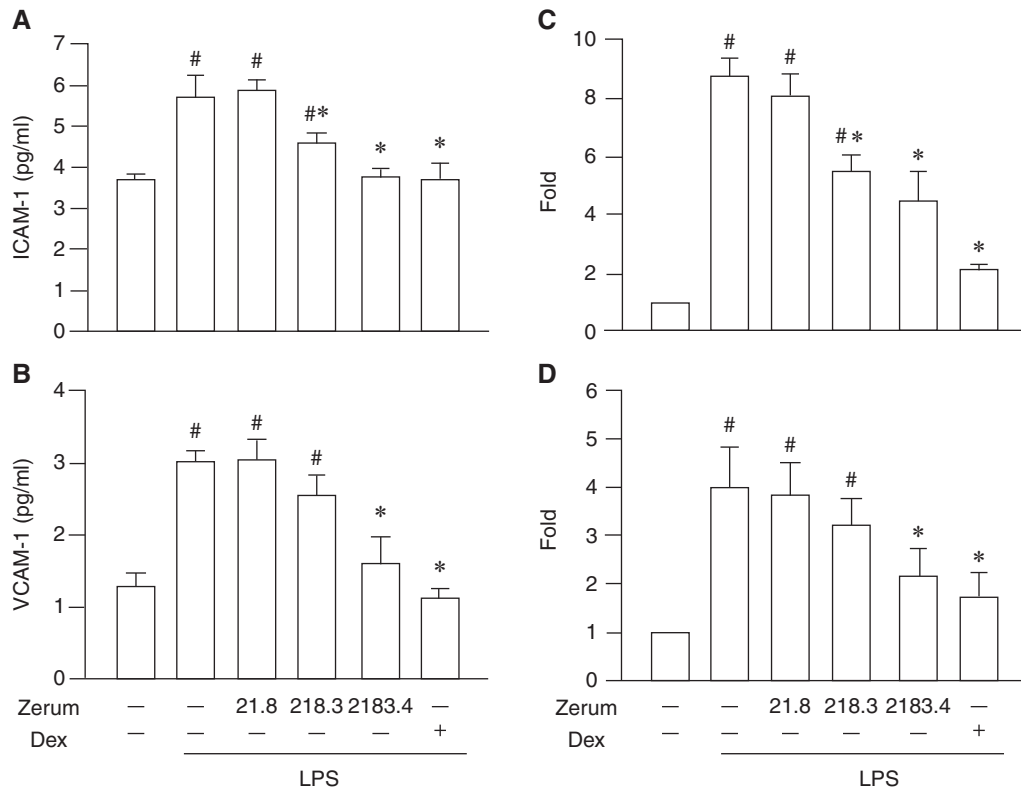 A
ICAM-1 (pg/ml)
7
6
5
4
3
2
1
0
# # #* * *
C
Fold
10
8
6
4
2
0
# # #* * *
B
VCAM-1 (pg/ml)
4
3
2
1
0
# # # * *
D
Fold
6
5
4
3
2
1
0
# # # * *
Zerum — — 21.8 218.3 2183.4 —
Dex — — — — — +
LPS
Zerum — — 21.8 218.3 2183.4 —
Dex — — — — — +
LPS